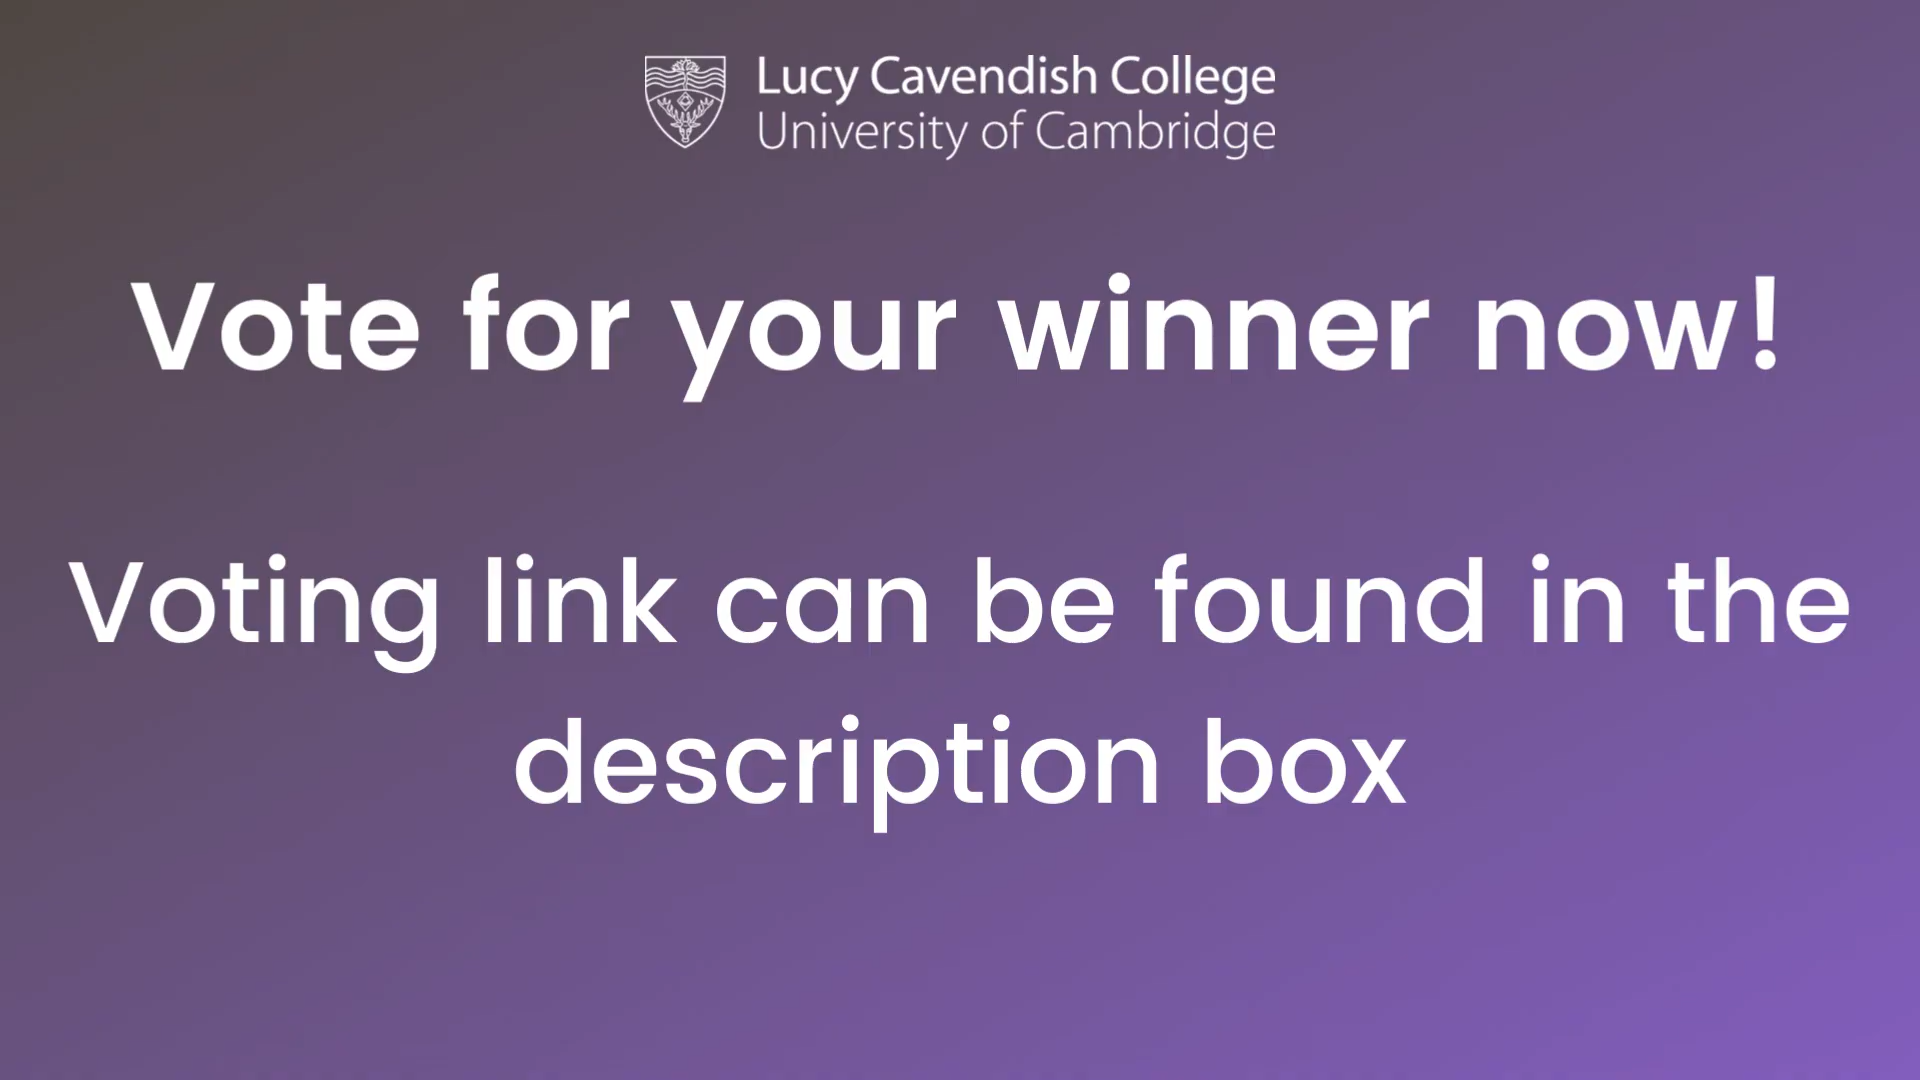 Lucy Cavendish College
University of Cambridge
Vote for your winner now!
Voting link can be found in the
description box